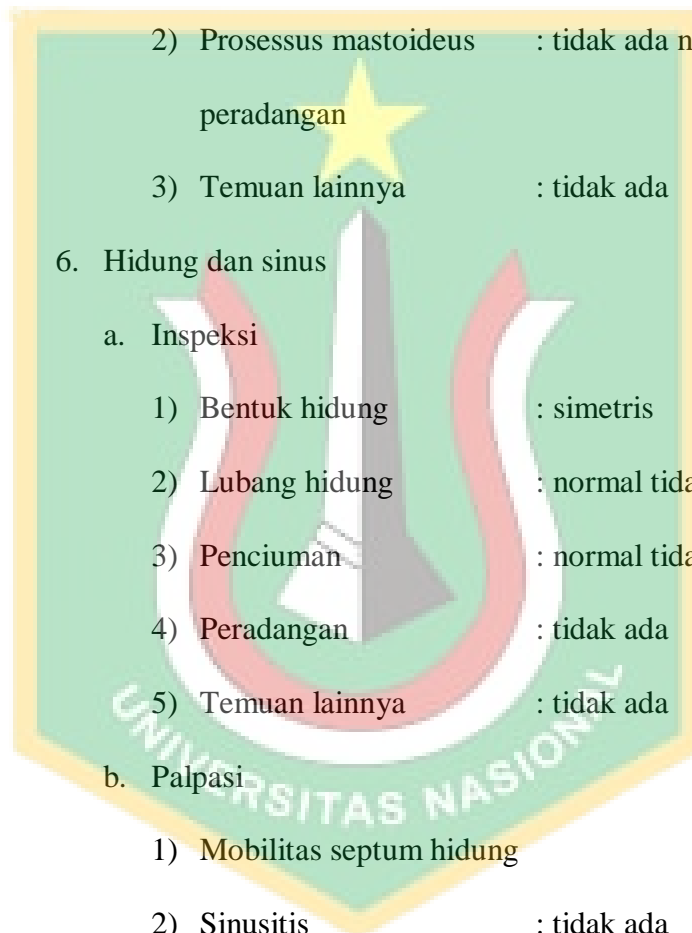 2) Prosessus mastoideus : tidak ada
peradangan
3) Temuan lainnya : tidak ada
6. Hidung dan sinus
a. Inspeksi
1) Bentuk hidung : simetris
2) Lubang hidung : normal
3) Penciuman : normal
4) Peradangan : tidak ada
5) Temuan lainnya : tidak ada
b. Palpasi
1) Mobilitas septum hidung
2) Sinusitis : tidak ada
UNIVERSITAS NASIONAL